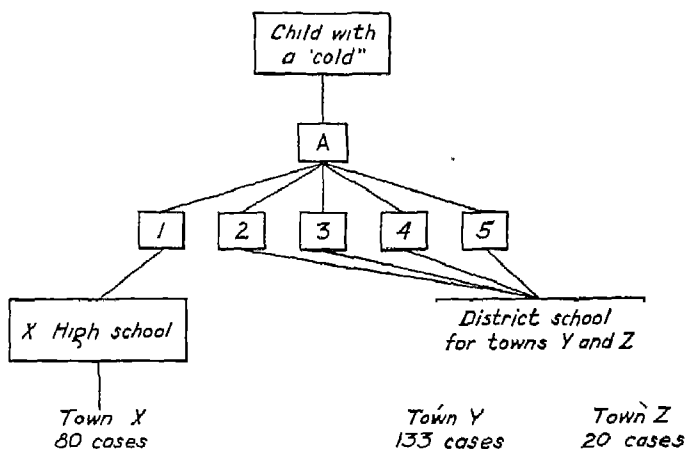 Child with
a "cold"
A
1 2 3 4 5
X High school
District school
for towns Y and Z
Town X
80 cases
Town Y
133 cases
Town Z
20 cases